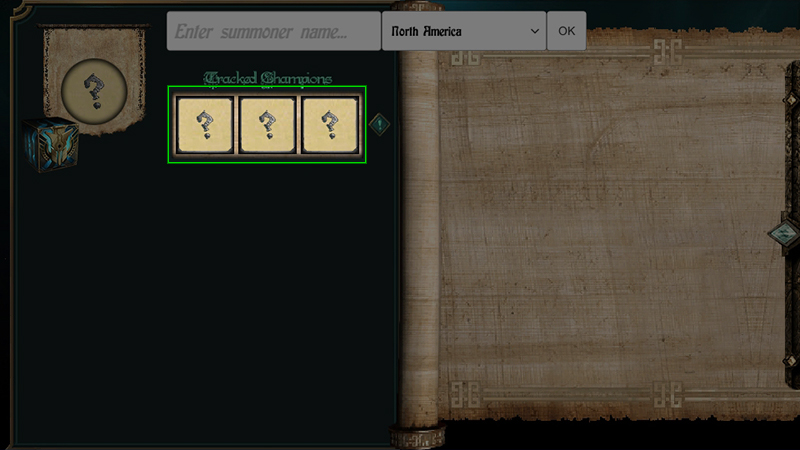 Enter summoner name...
North America
OK
Tracked Champions
? ? ? ?
!